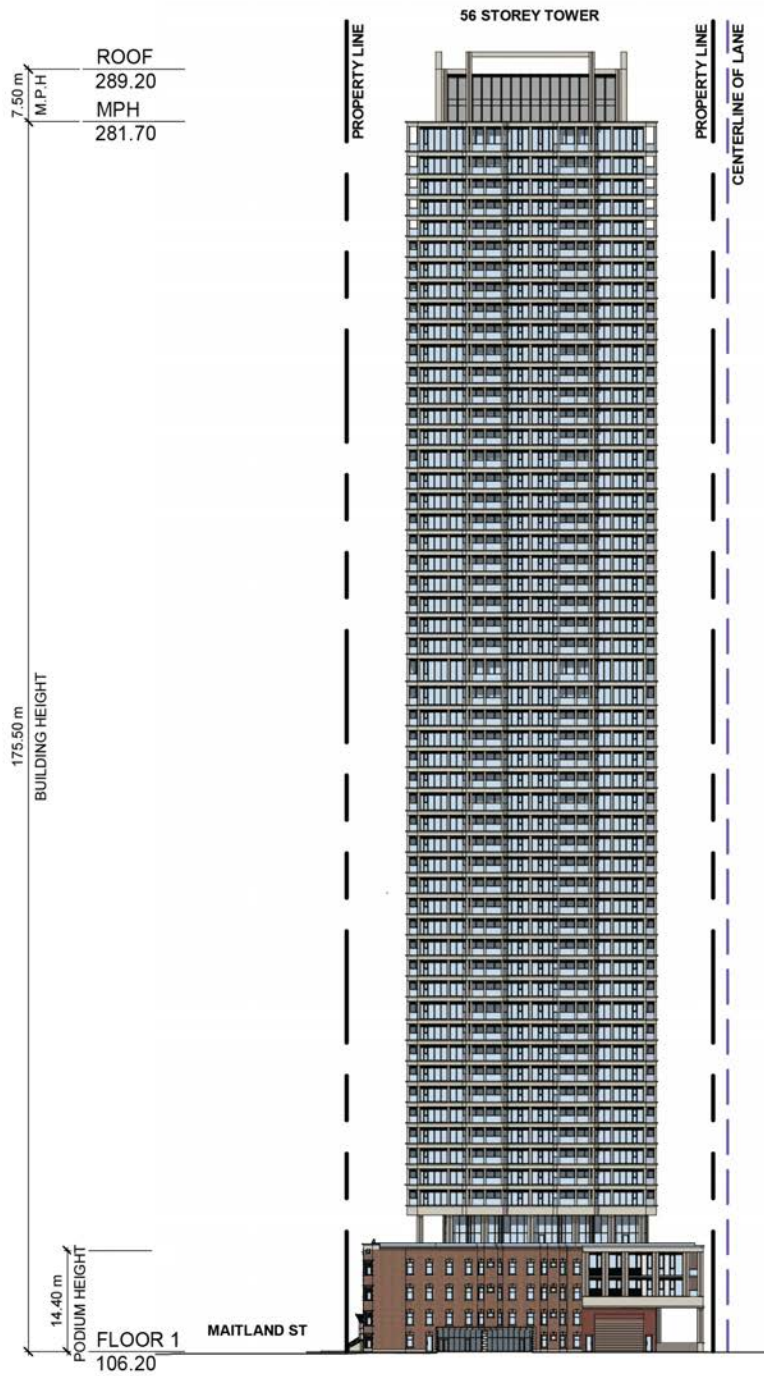 56 STOREY TOWER
ROOF
289.20
MPH
281.70
7.50 m
M.P.H
PROPERTY LINE
PROPERTY LINE
CENTERLINE OF LANE
175.50 m
BUILDING HEIGHT
14.40 m
PODIUM HEIGHT
FLOOR 1
106.20
MAITLAND ST